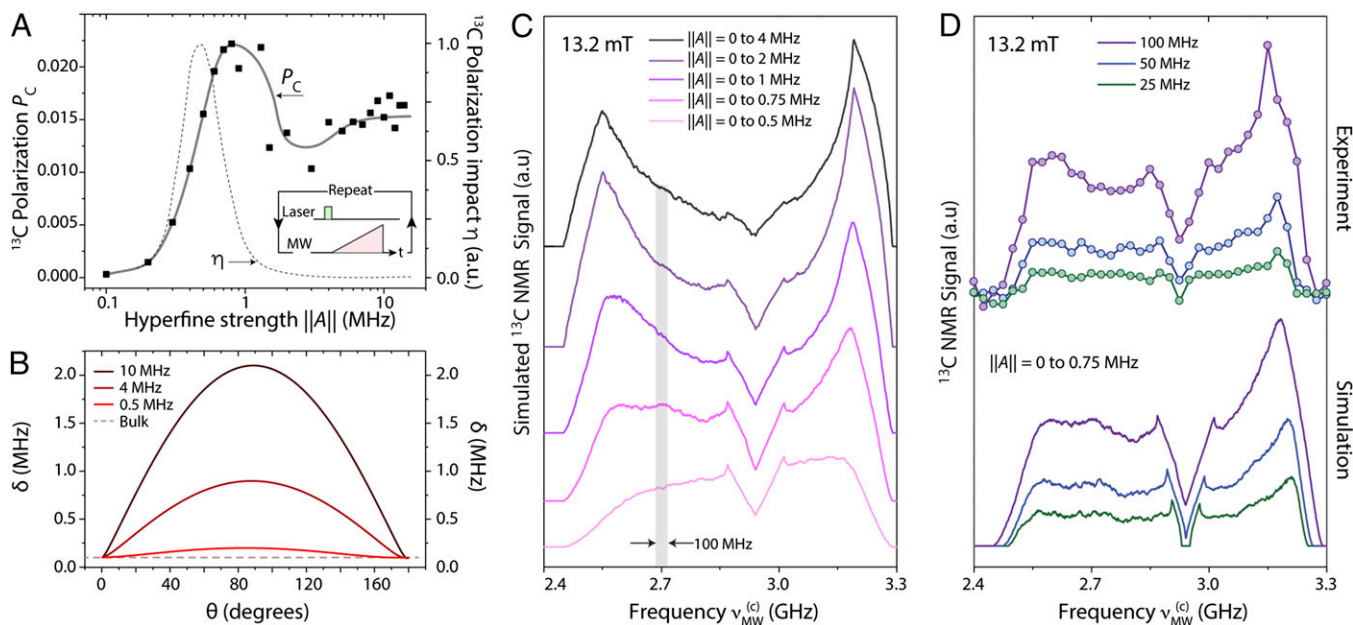 A
0.020
0.015
0.010
0.005
0.000
¹³C Polarization P_C
P_C
η
Repeat
Laser
MW
t
1.0
0.5
0.0
¹³C Polarization impact η (a.u.)
0.1
1
10
Hyperfine strength ||A|| (MHz)
B
10 MHz
4 MHz
0.5 MHz
Bulk
2.0
1.5
1.0
0.5
0.0
δ (MHz)
2.0
1.5
1.0
0.5
0.0
δ (MHz)
0 40 80 120 160
θ (degrees)
C
13.2 mT
||A|| = 0 to 4 MHz
||A|| = 0 to 2 MHz
||A|| = 0 to 1 MHz
||A|| = 0 to 0.75 MHz
||A|| = 0 to 0.5 MHz
Simulated ¹³C NMR Signal (a.u)
100 MHz
2.4 2.7 3.0 3.3
Frequency ν_MW^(c) (GHz)
D
13.2 mT
100 MHz
50 MHz
25 MHz
Experiment
¹³C NMR Signal (a.u)
||A|| = 0 to 0.75 MHz
Simulation
2.4 2.7 3.0 3.3
Frequency ν_MW^(c) (GHz)